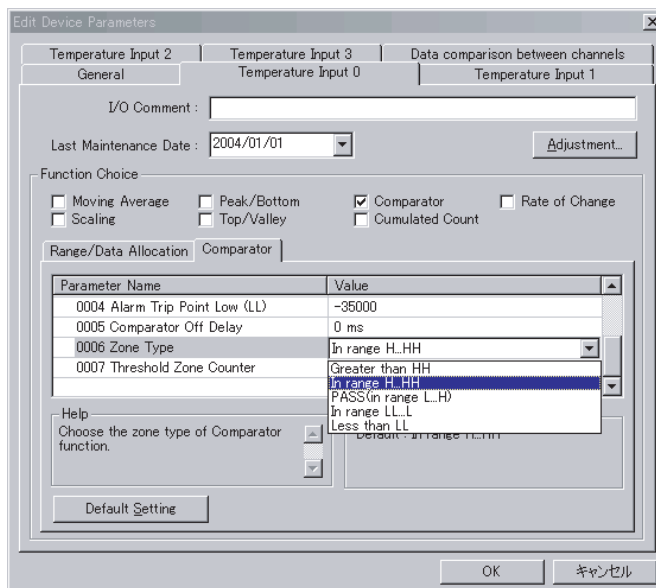 Edit Device Parameters
Temperature Input 2 Temperature Input 3 Data comparison between channels
General Temperature Input 0 Temperature Input 1
I/O Comment :
Last Maintenance Date : 2004/01/01 Adjustment...
Function Choice
Moving Average Peak/Bottom Comparator Rate of Change
Scaling Top/Valley Cumulated Count
Range/Data Allocation Comparator
Parameter Name Value
0004 Alarm Trip Point Low (LL) -35000
0005 Comparator Off Delay 0 ms
0006 Zone Type In range H...HH
0007 Threshold Zone Counter Greater than HH
In range H...HH
PASS(in range L...H)
In range LL...L
Less than LL
Help
Choose the zone type of Comparator
function.
Default : In range H...HH
Default Setting
OK キャンセル